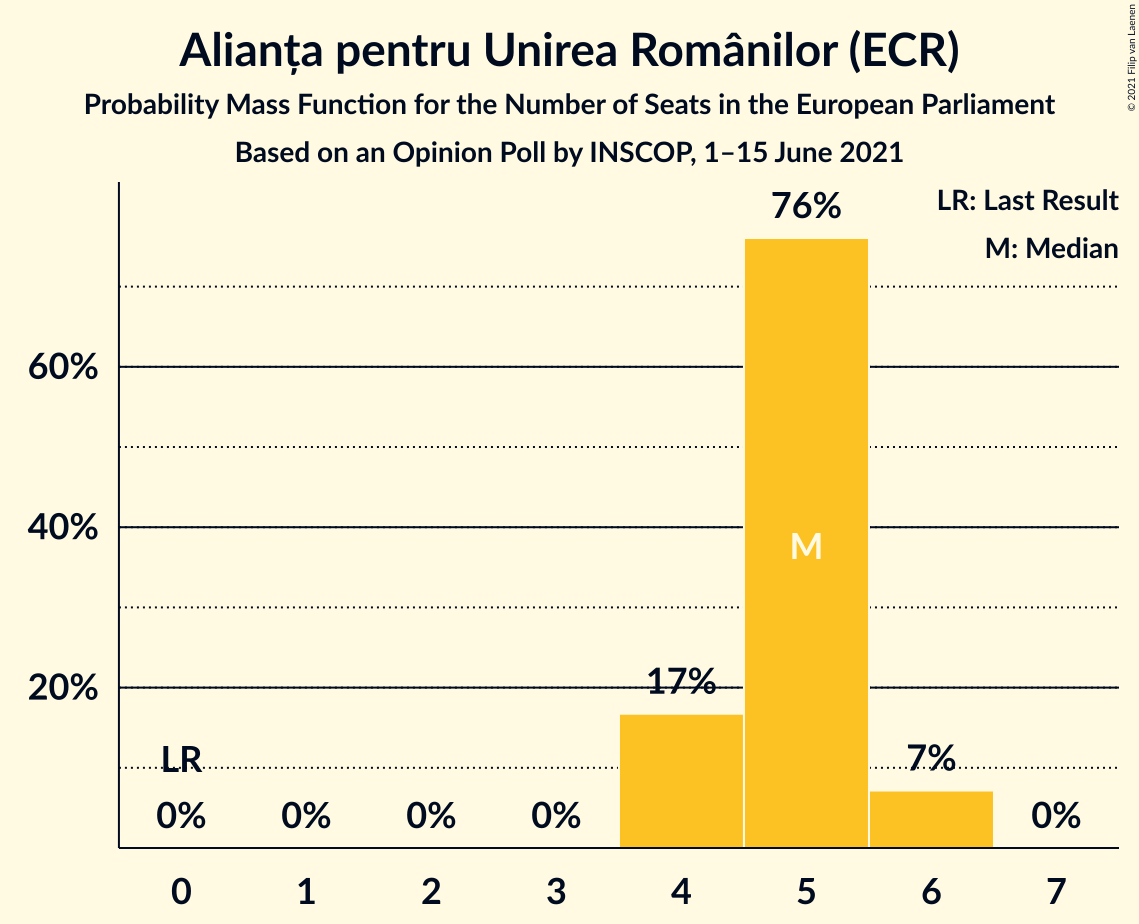 Alianța pentru Unirea Românilor (ECR)
Probability Mass Function for the Number of Seats in the European Parliament
Based on an Opinion Poll by INSCOP, 1–15 June 2021
© 2021 Filip van Laenen
LR: Last Result
M: Median
76%
60%
40%
M
20%
17%
LR
7%
0%
0%
0%
0%
0%
0 1 2 3 4 5 6 7